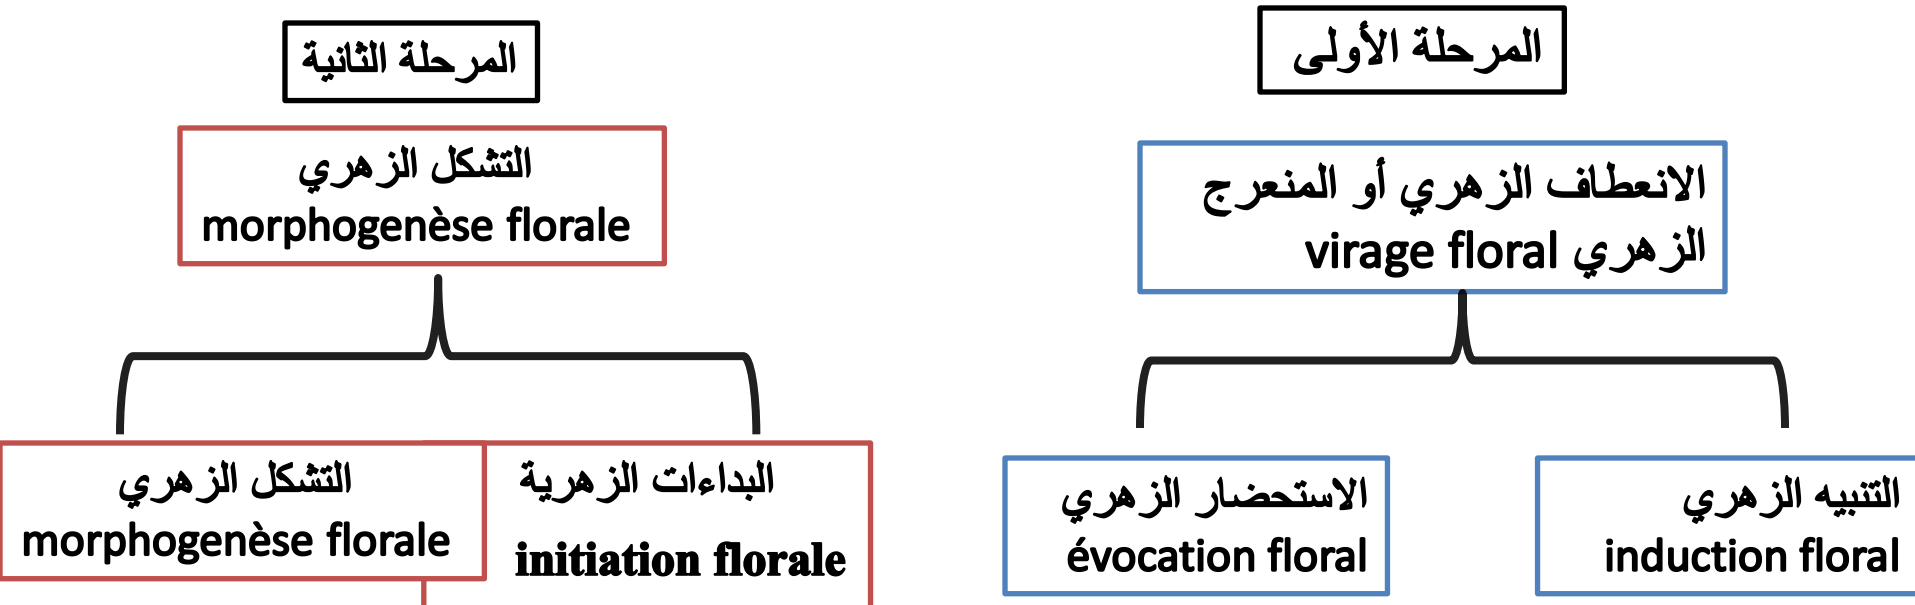 المرحلة الأولى
الانعطاف الزهري أو المنعرج
الزهري virage floral
التنبيه الزهري
induction floral
الاستحضار الزهري
évocation floral
المرحلة الثانية
التشكل الزهري
morphogenèse florale
البداءات الزهرية
initiation florale
التشكل الزهري
morphogenèse florale